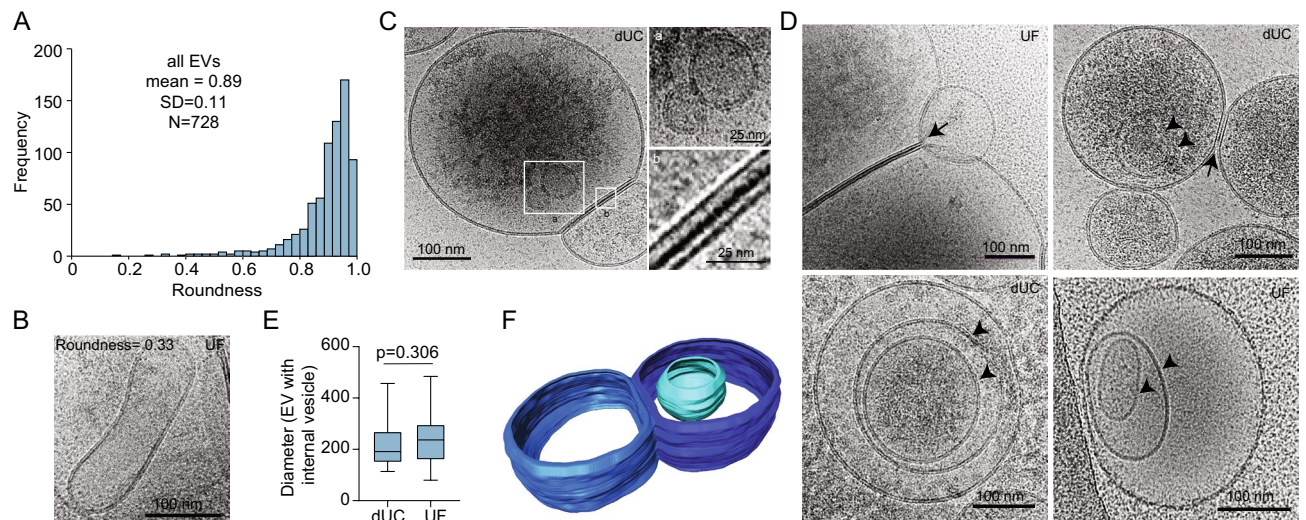 A
all EVs
mean = 0.89
SD=0.11
N=728
Frequency
200
150
100
50
0
0
0.2
0.4
0.6
0.8
1.0
Roundness
B
Roundness= 0.33
UF
100 nm
C
dUC
a
b
100 nm
a
25 nm
b
25 nm
D
UF
100 nm
dUC
100 nm
dUC
100 nm
UF
100 nm
E
p=0.306
Diameter (EV with
internal vesicle)
600
400
200
0
dUC
UF
F